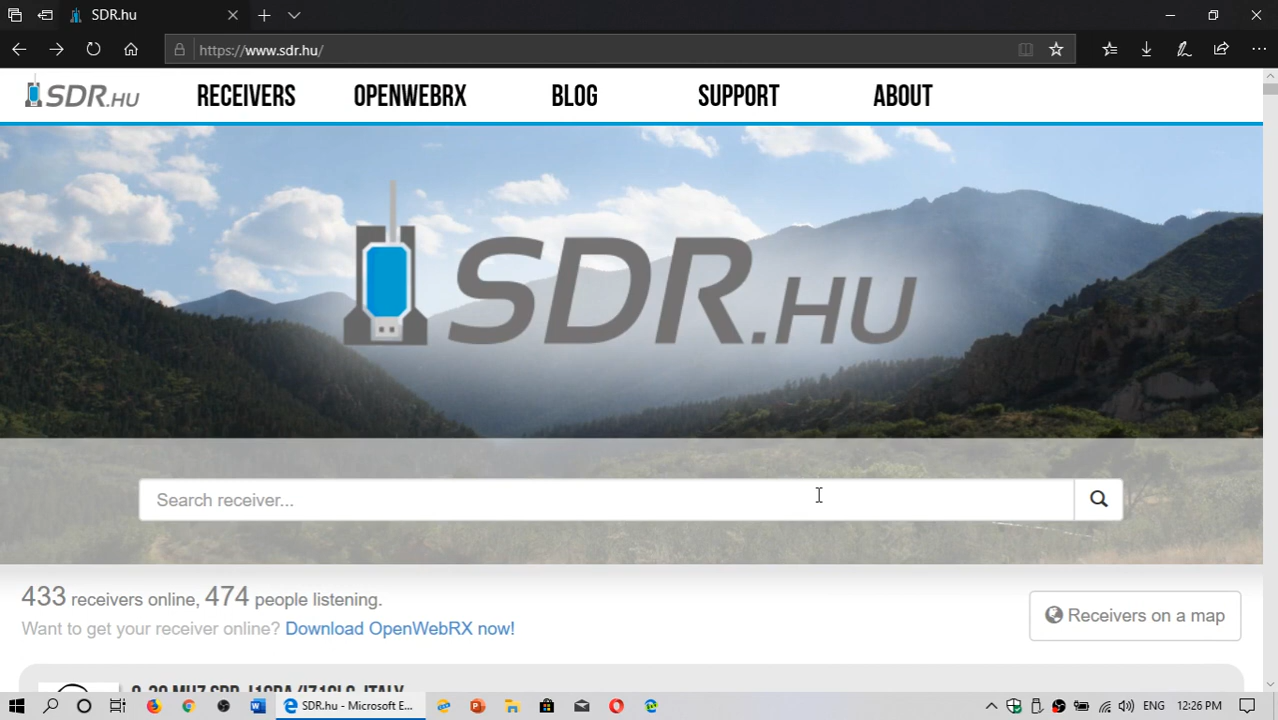 SDR.hu
https://www.sdr.hu/
SDR.HU RECEIVERS OPENWEBRX BLOG SUPPORT ABOUT
SDR.HU
Search receiver...
433 receivers online, 474 people listening.
Want to get your receiver online? Download OpenWebRX now!
Receivers on a map
SDR.hu - Microsoft E...
ENG
12:26 PM